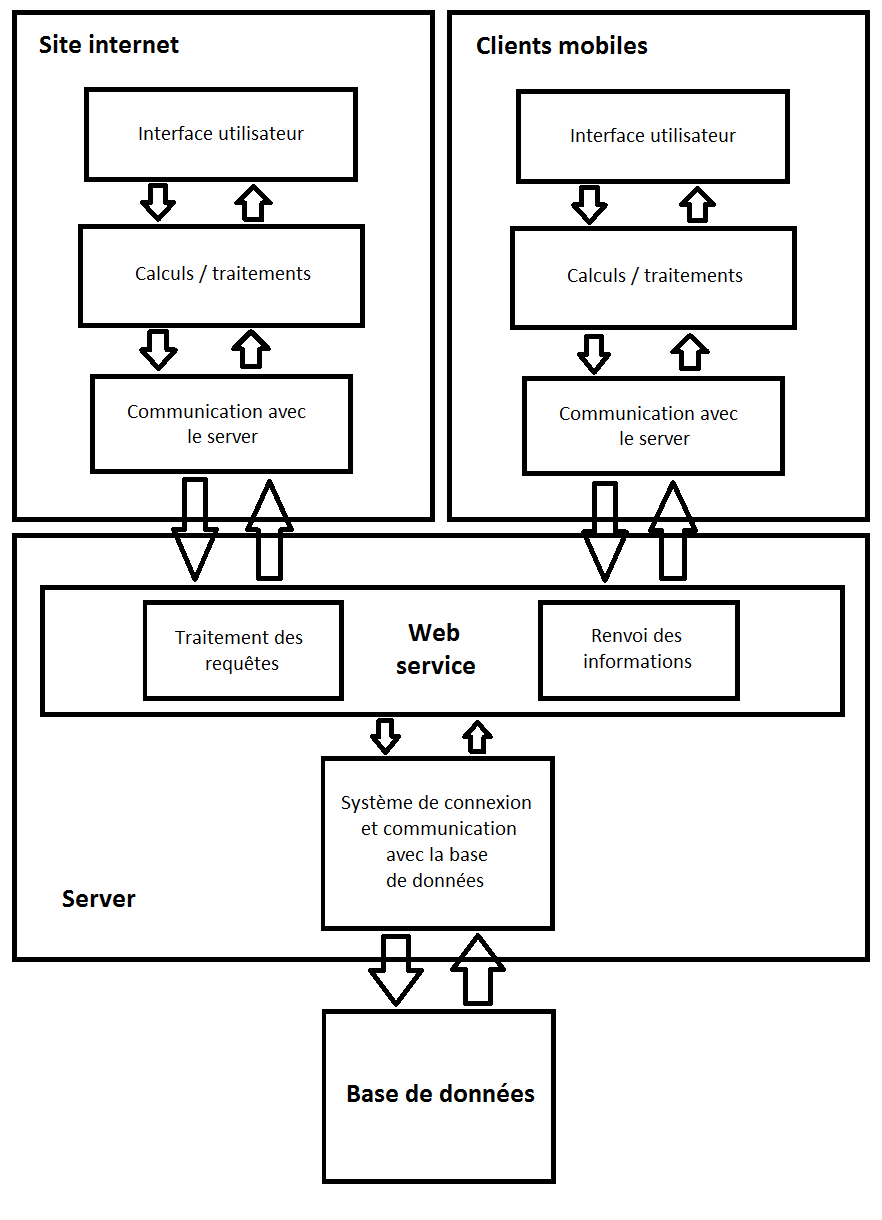 Site internet
Interface utilisateur
Calculs / traitements
Communication avec
le server
Clients mobiles
Interface utilisateur
Calculs / traitements
Communication avec
le server
Traitement des
requêtes
Web
service
Renvoi des
informations
Système de connexion
et communication
avec la base
de données
Server
Base de données